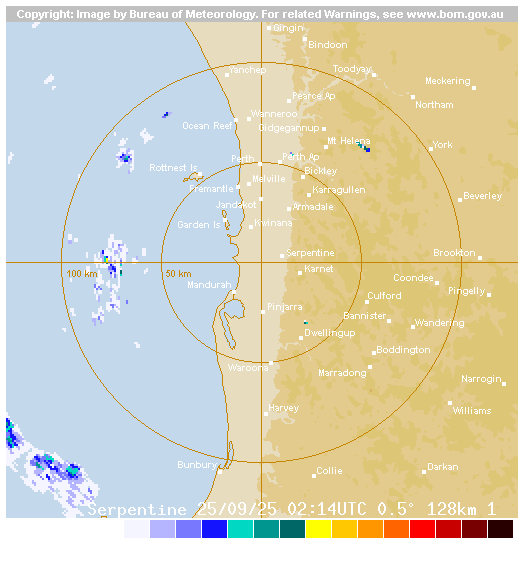 Copyright: Image by Bureau of Meteorology. For related Warnings, see www.bom.gov.au
Gingin
Bindoon
Yanchep
Toodyay
Meckering
Pearce Ap
Northam
Wanneroo
Ocean Reef
Gidgegannup
Mt Helena
York
Perth
Perth Ap
Rottnest Is
Bickley
Melville
Fremantle
Karragullen
Beverley
Jandakot
Armadale
Garden Is
Kwinana
Serpentine
Brookton
100 km
50 km
Karnet
Coondee
Mandurah
Pingelly
Culford
Pinjarra
Bannister
Wandering
Dwellingup
Boddington
Waroona
Marradong
Narrogin
Harvey
Williams
Bunbury
Collie
Darkan
Serpentine 25/09/25 02:14UTC 0.5° 128km 1